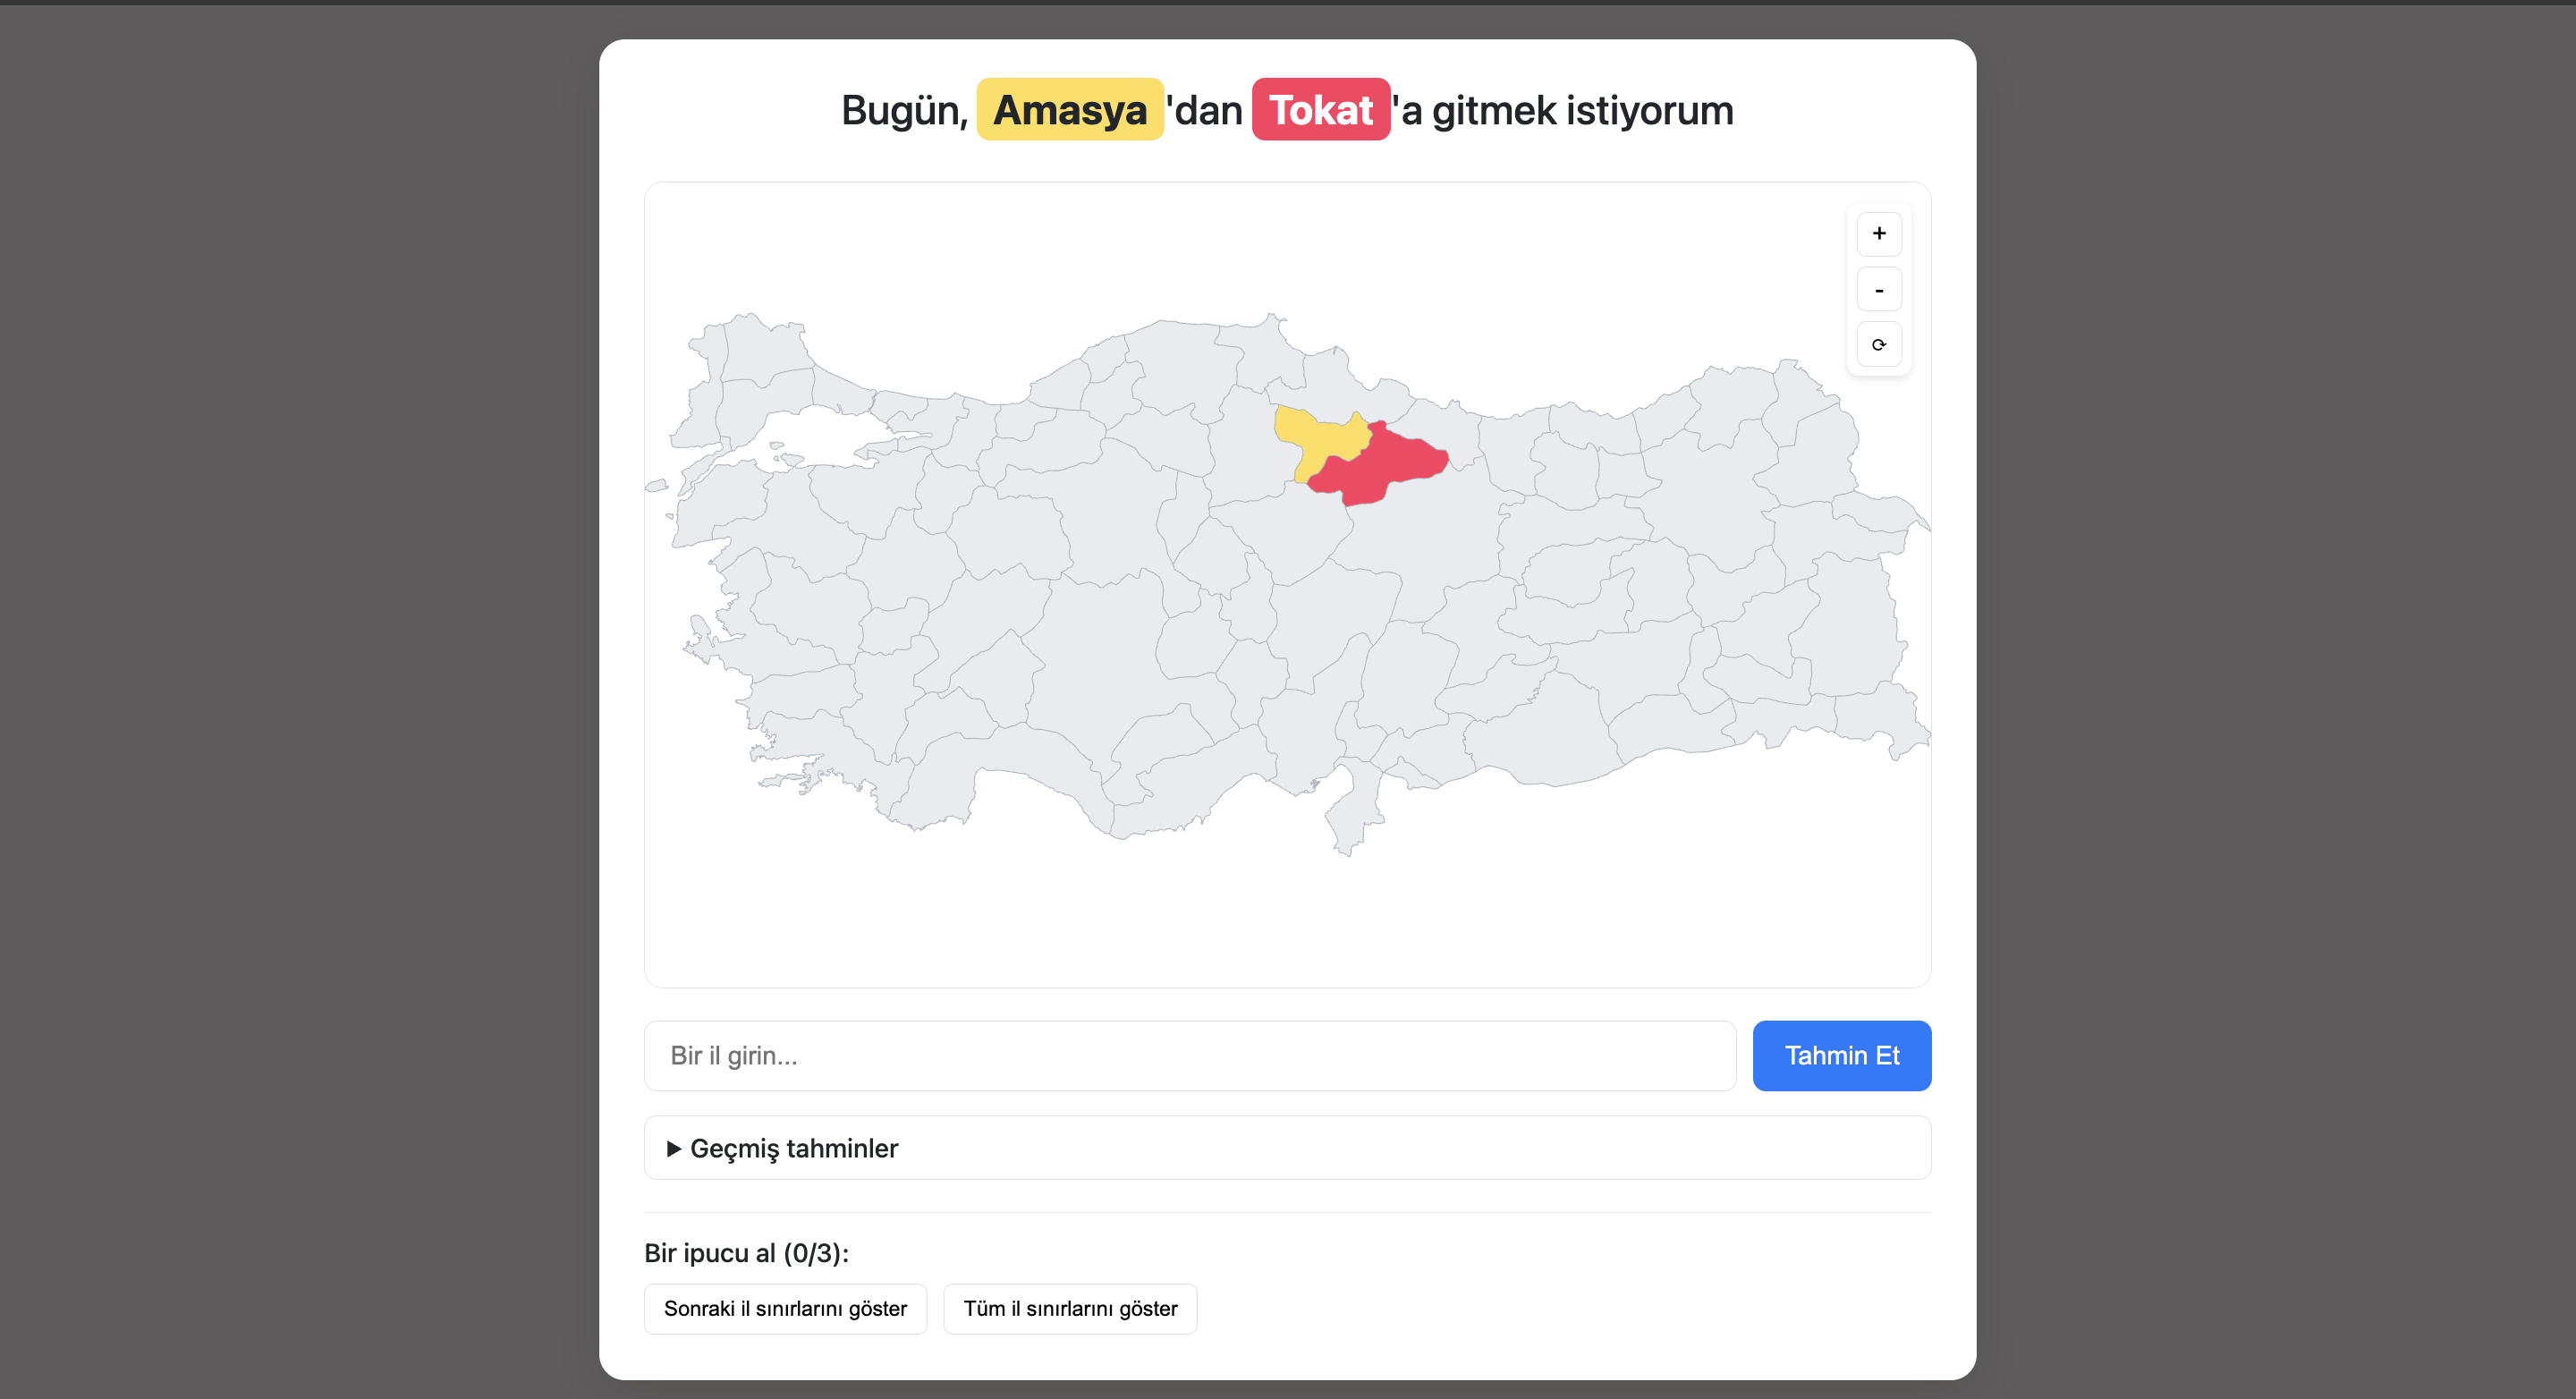 Bugün, Amasya'dan Tokat'a gitmek istiyorum
+
-
⟳
Bir il girin...
Tahmin Et
▶ Geçmiş tahminler
Bir ipucu al (0/3):
Sonraki il sınırlarını göster
Tüm il sınırlarını göster